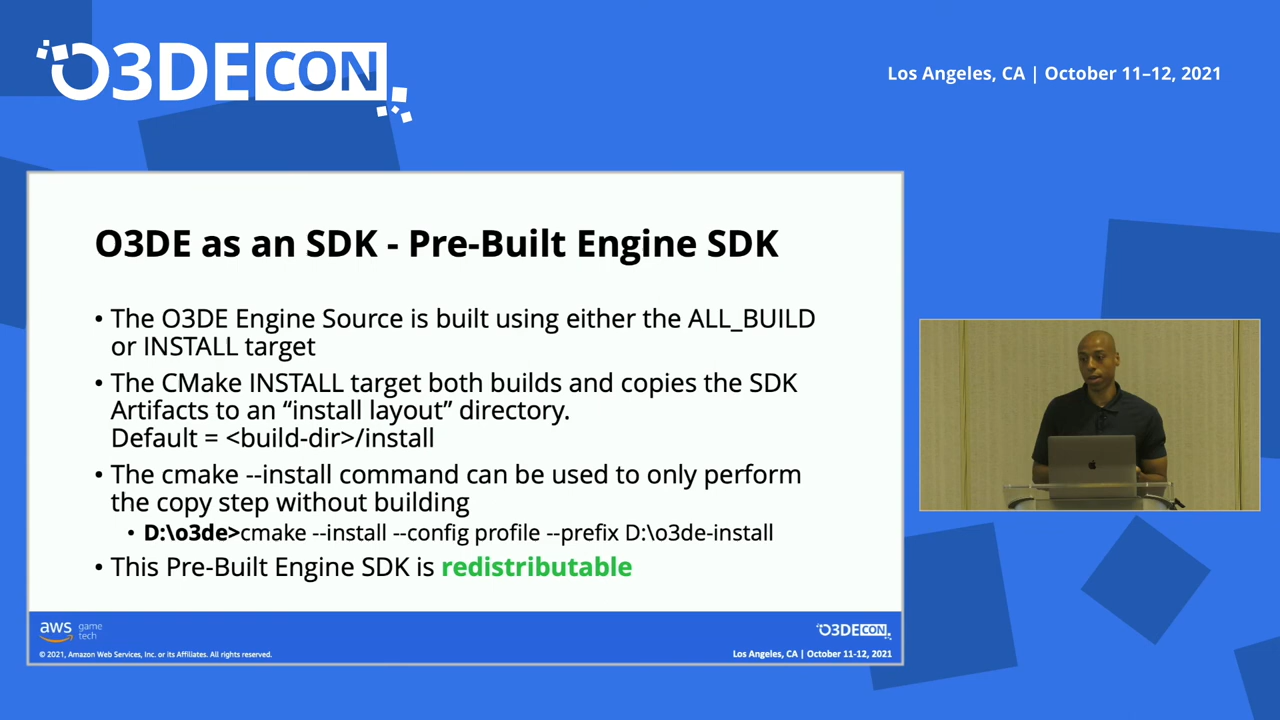 O3DECON
Los Angeles, CA | October 11–12, 2021
O3DE as an SDK - Pre-Built Engine SDK
• The O3DE Engine Source is built using either the ALL_BUILD
or INSTALL target
• The CMake INSTALL target both builds and copies the SDK
Artifacts to an “install layout” directory.
Default = <build-dir>/install
• The cmake --install command can be used to only perform
the copy step without building
• D:\o3de>cmake --install --config profile --prefix D:\o3de-install
• This Pre-Built Engine SDK is redistributable
aws game
tech
O3DECON
© 2021, Amazon Web Services, Inc. or its Affiliates. All rights reserved.
Los Angeles, CA | October 11-12, 2021